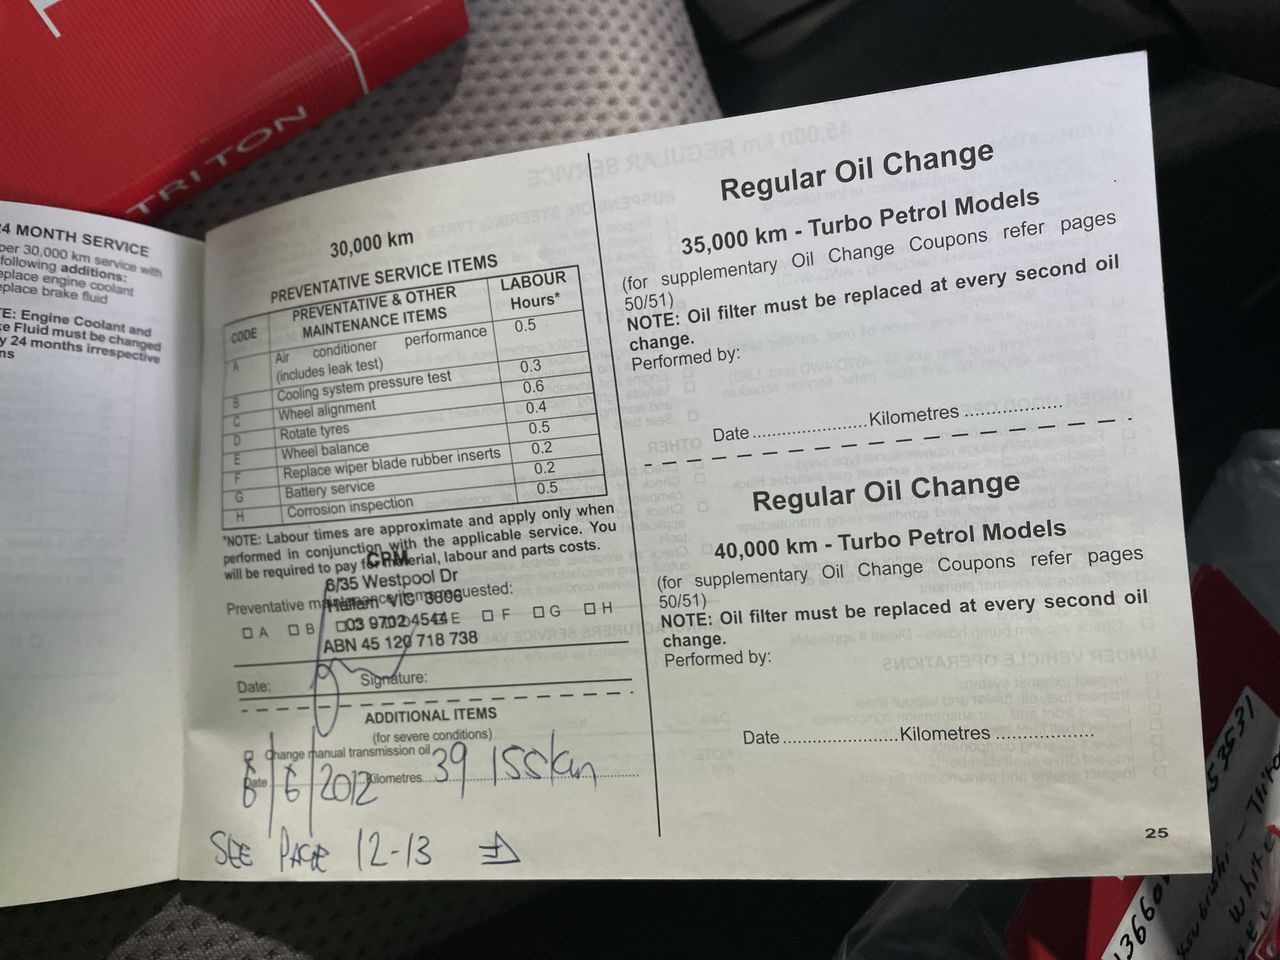 TRITON
24 MONTH SERVICE
per 30,000 km service with
following additions:
eplace engine coolant
eplace brake fluid
TE: Engine Coolant and
ke Fluid must be changed
y 24 months irrespective
ns
30,000 km
PREVENTATIVE SERVICE ITEMS
CODE PREVENTATIVE & OTHER MAINTENANCE ITEMS LABOUR Hours*
A Air conditioner performance (includes leak test) 0.5
B Cooling system pressure test 0.3
C Wheel alignment 0.6
D Rotate tyres 0.4
E Wheel balance 0.5
F Replace wiper blade rubber inserts 0.2
G Battery service 0.2
H Corrosion inspection 0.5
*NOTE: Labour times are approximate and apply only when
performed in conjunction with the applicable service. You
will be required to pay for material, labour and parts costs.
CRM
6/35 Westpool Dr
Hallam VIC 3803
03 9702 4544
ABN 45 120 718 738
Preventative maintenance items requested:
A B C D E F G H
Date: Signature:
ADDITIONAL ITEMS
(for severe conditions)
Change manual transmission oil
Date 8/6/2012 Kilometres 39 155km
SEE PAGE 12-13
Regular Oil Change
35,000 km - Turbo Petrol Models
(for supplementary Oil Change Coupons refer pages
50/51)
NOTE: Oil filter must be replaced at every second oil
change.
Performed by:
Date ........................Kilometres .....................
Regular Oil Change
40,000 km - Turbo Petrol Models
(for supplementary Oil Change Coupons refer pages
50/51)
NOTE: Oil filter must be replaced at every second oil
change.
Performed by:
Date ........................Kilometres .....................
25
53531
White